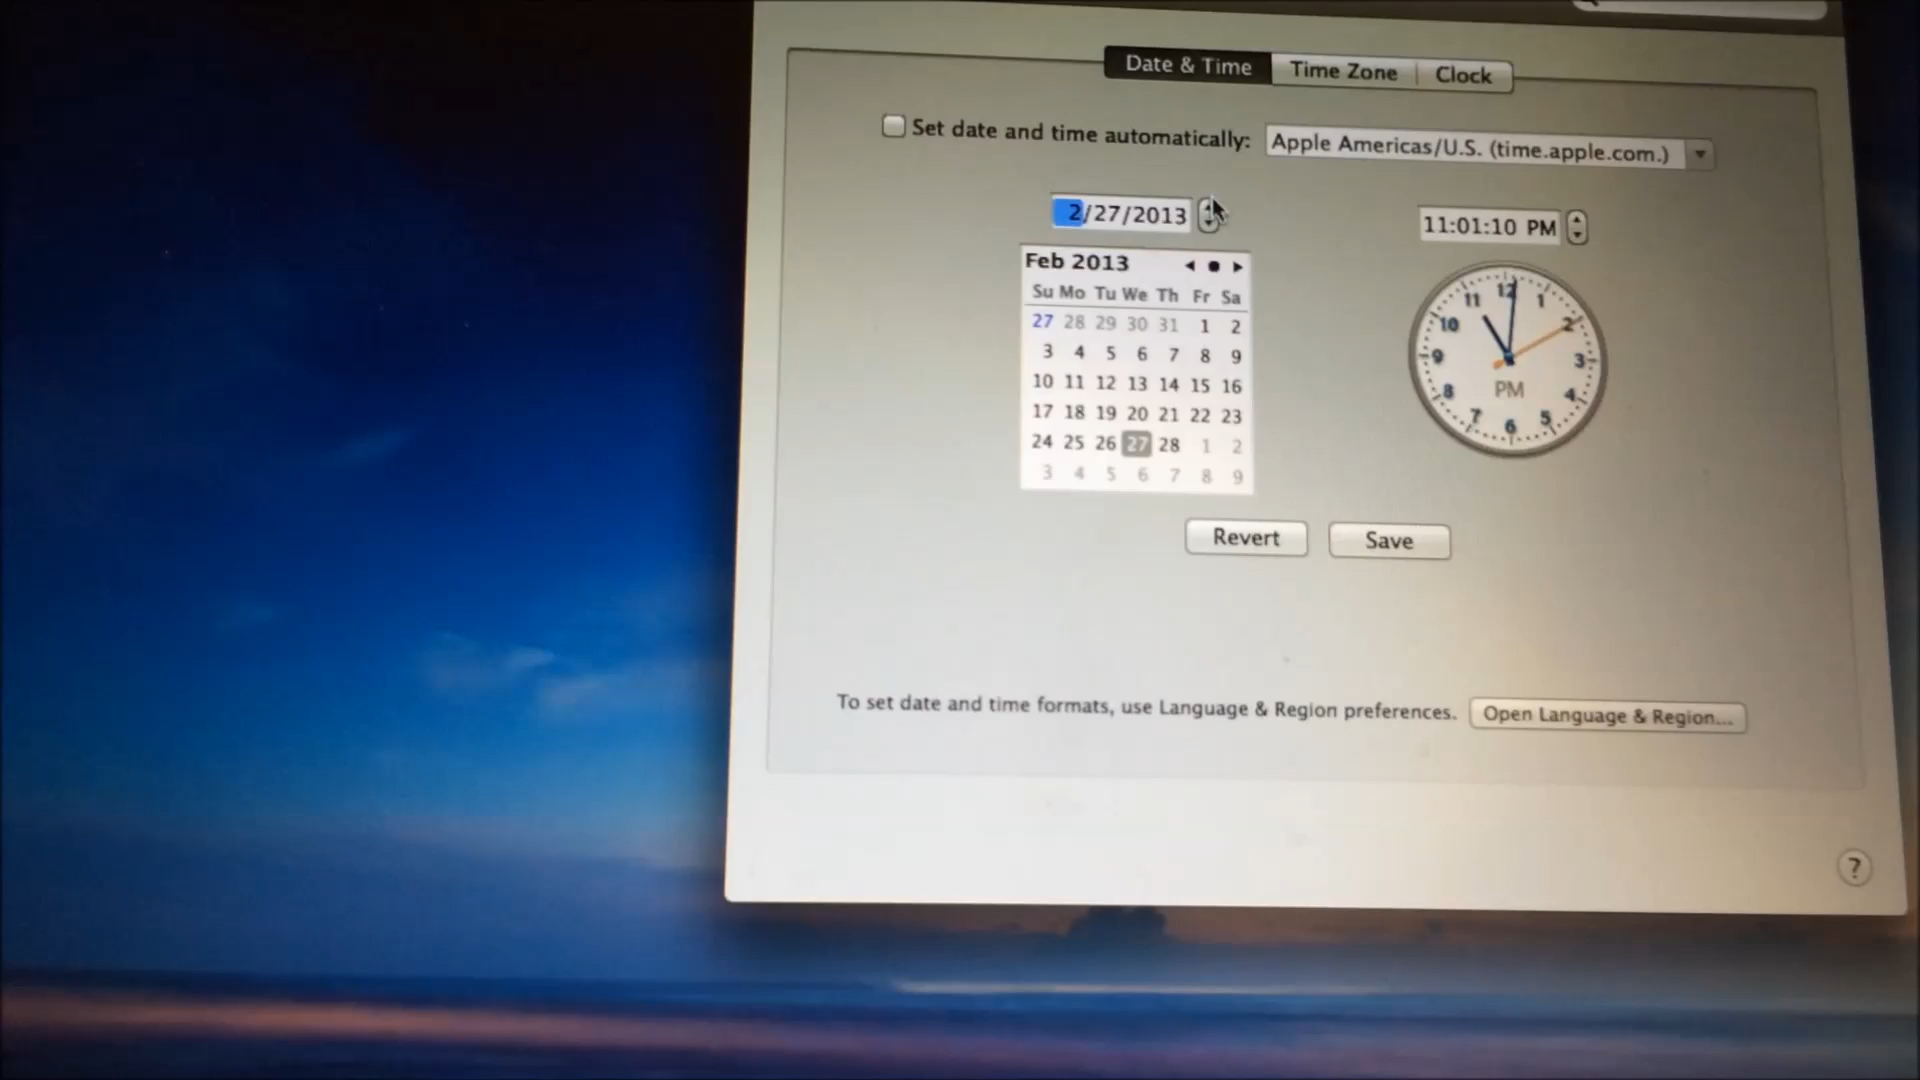 Date & Time Time Zone Clock
Set date and time automatically: Apple Americas/U.S. (time.apple.com.)
2/27/2013 11:01:10 PM
Feb 2013
Su Mo Tu We Th Fr Sa
27 28 29 30 31 1 2
3 4 5 6 7 8 9
10 11 12 13 14 15 16
17 18 19 20 21 22 23
24 25 26 27 28 1 2
3 4 5 6 7 8 9
12 1 2 3 4 5 6 7 8 9 10 11
PM
Revert Save
To set date and time formats, use Language & Region preferences. Open Language & Region...
?